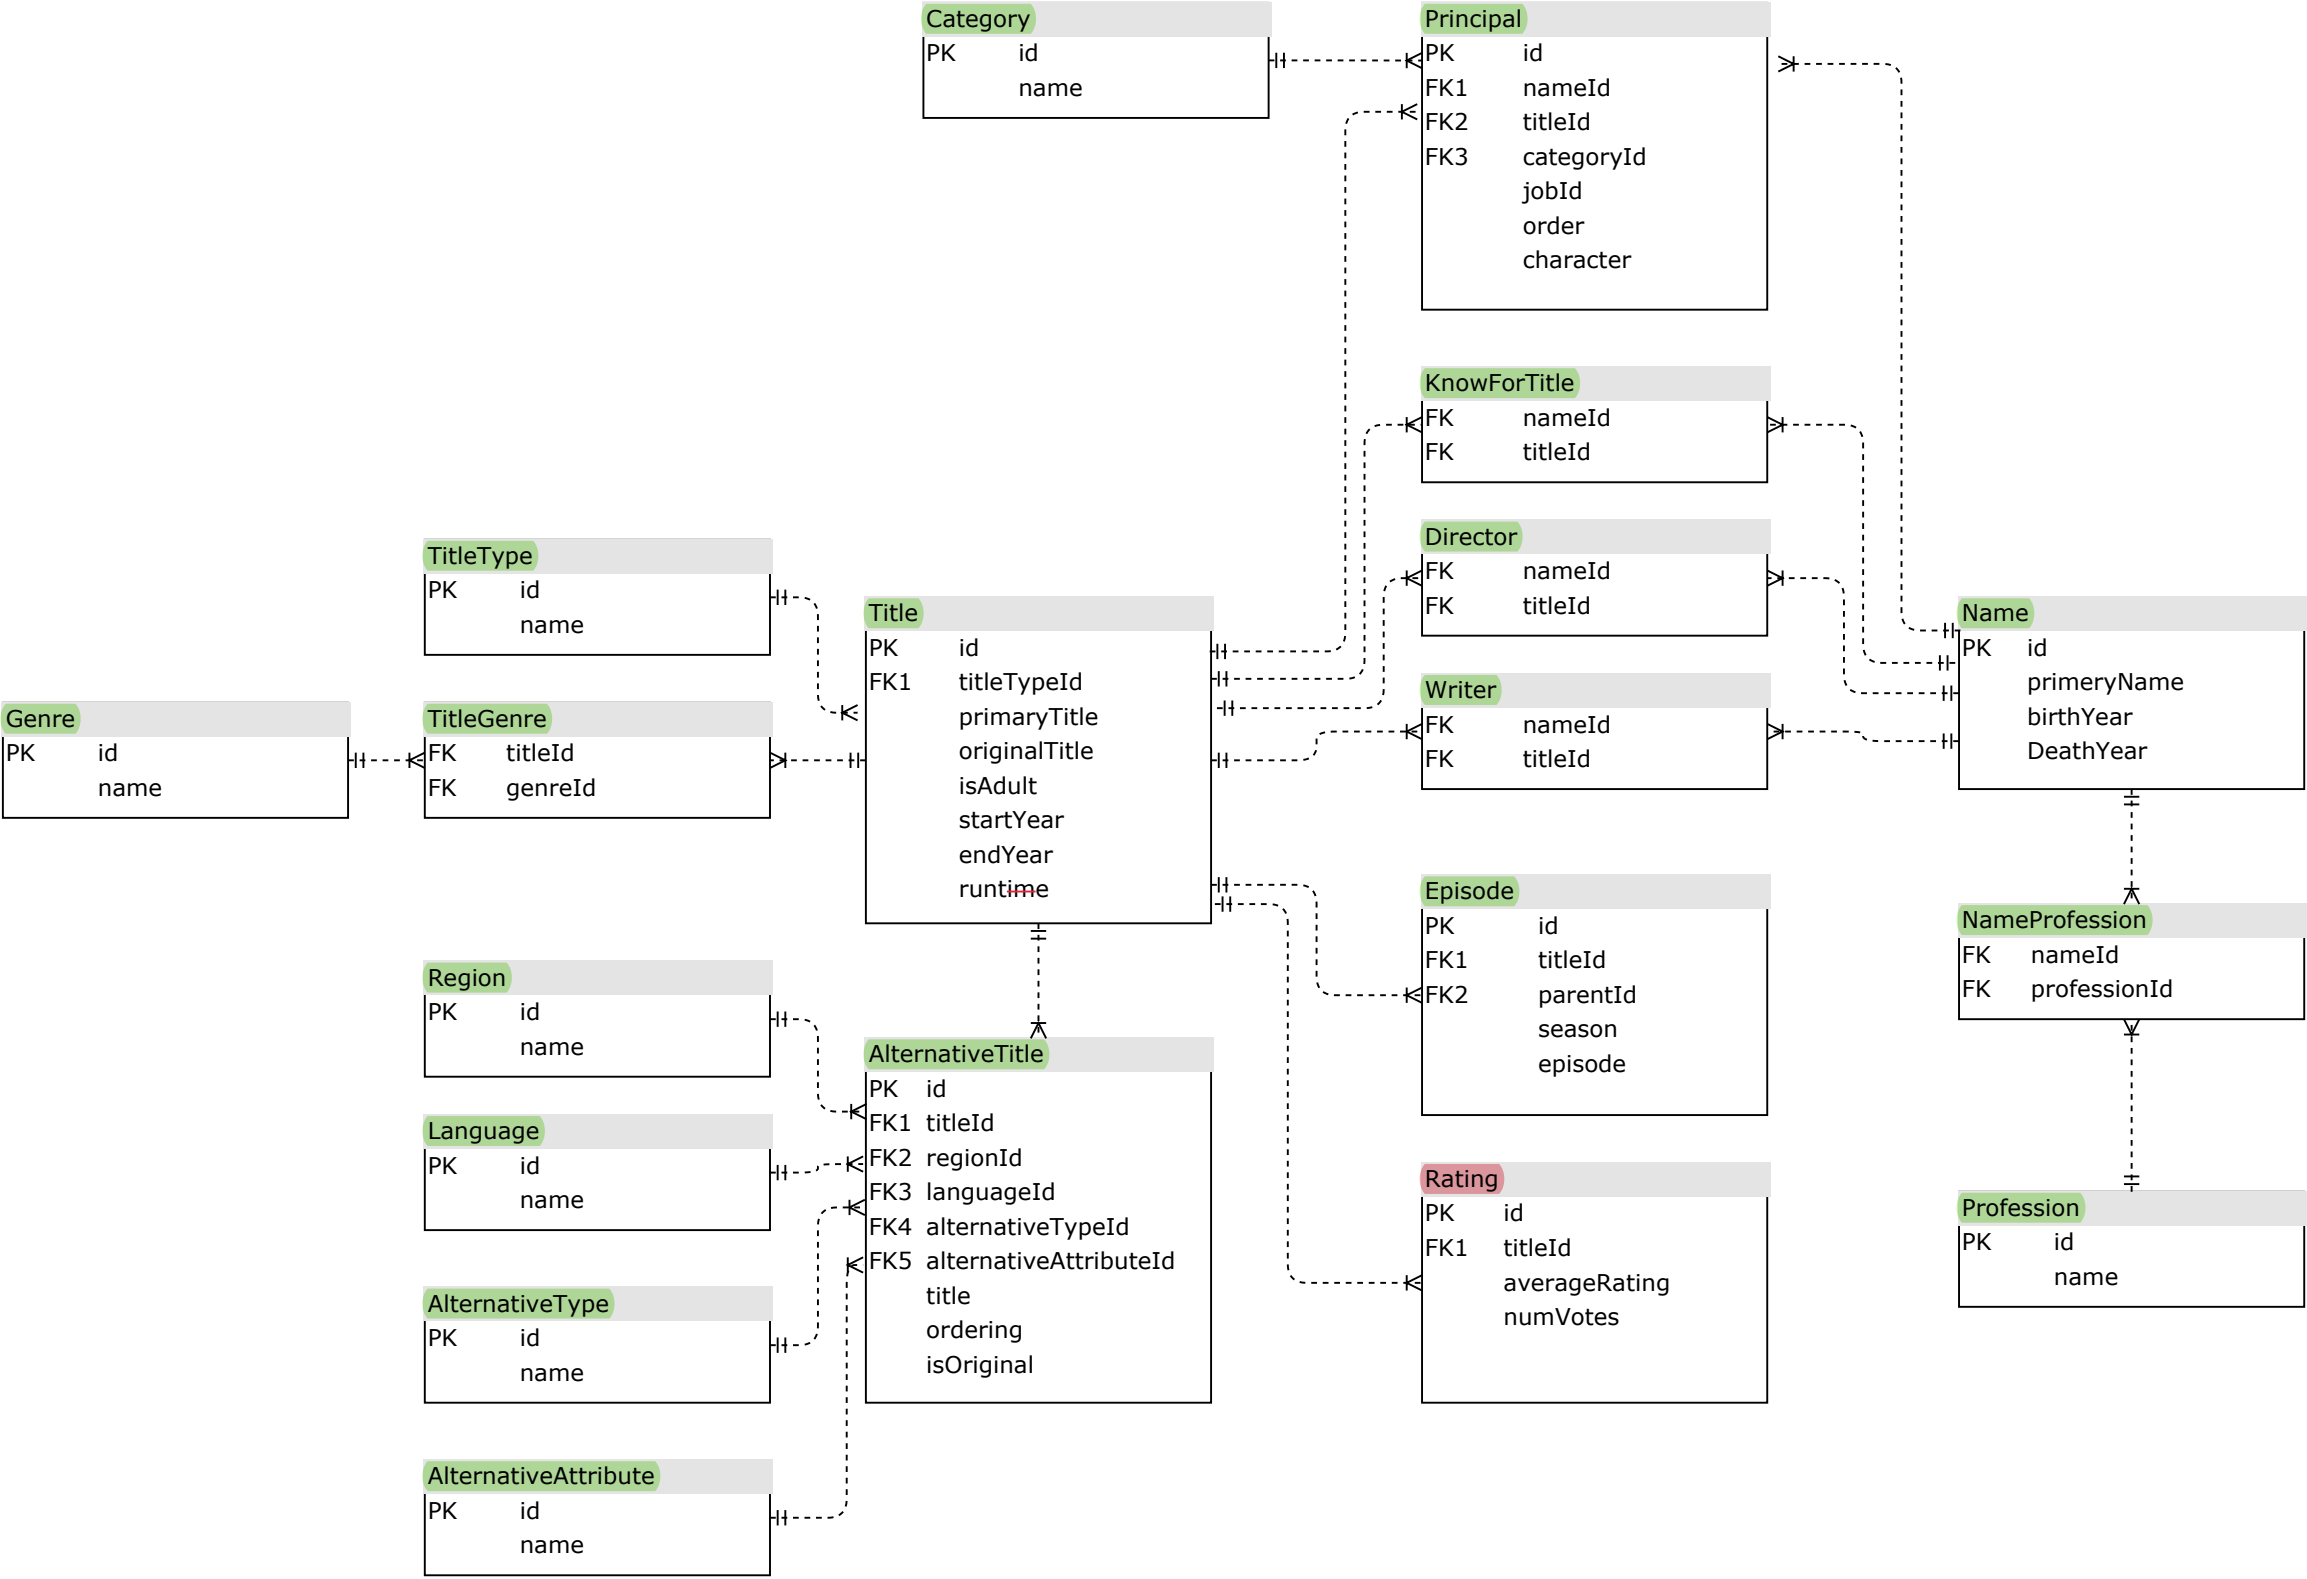 Category
PK id
name
Principal
PK id
FK1 nameId
FK2 titleId
FK3 categoryId
jobId
order
character
KnowForTitle
FK nameId
FK titleId
Director
FK nameId
FK titleId
Writer
FK nameId
FK titleId
TitleType
PK id
name
Genre
PK id
name
TitleGenre
FK titleId
FK genreId
Title
PK id
FK1 titleTypeId
primaryTitle
originalTitle
isAdult
startYear
endYear
runtime
Name
PK id
primeryName
birthYear
DeathYear
Episode
PK id
FK1 titleId
FK2 parentId
season
episode
NameProfession
FK nameId
FK professionId
Region
PK id
name
Language
PK id
name
AlternativeType
PK id
name
AlternativeAttribute
PK id
name
AlternativeTitle
PK id
FK1 titleId
FK2 regionId
FK3 languageId
FK4 alternativeTypeId
FK5 alternativeAttributeId
title
ordering
isOriginal
Rating
PK id
FK1 titleId
averageRating
numVotes
Profession
PK id
name